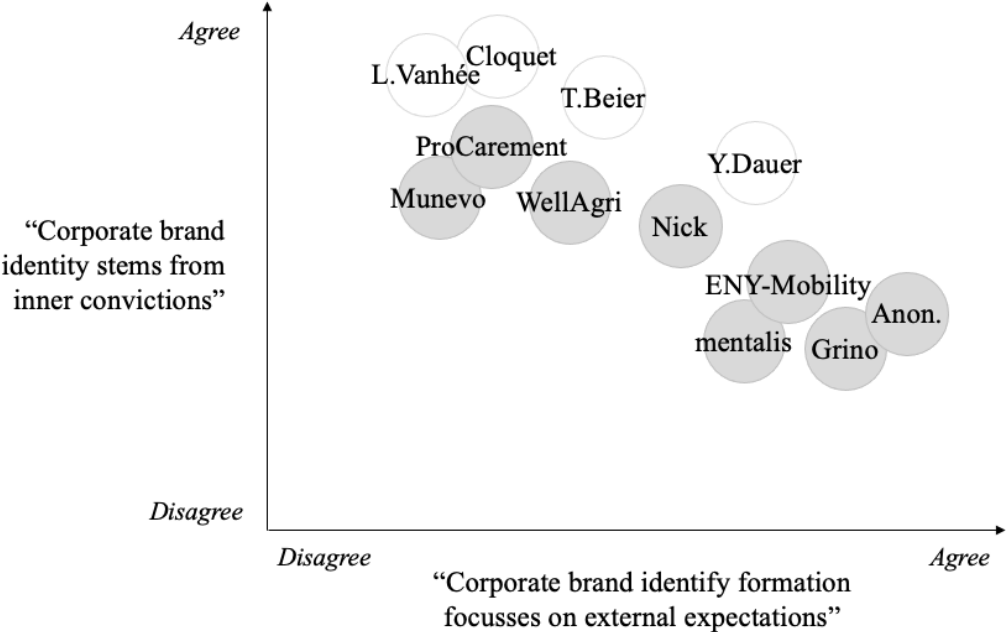 Agree
Cloquet
L.Vanhée
T.Beier
ProCarement
Y.Dauer
Munevo
WellAgri
Nick
“Corporate brand
identity stems from
inner convictions”
ENY-Mobility
Anon.
mentalis
Grino
Disagree
Disagree
Agree
“Corporate brand identify formation
focusses on external expectations”